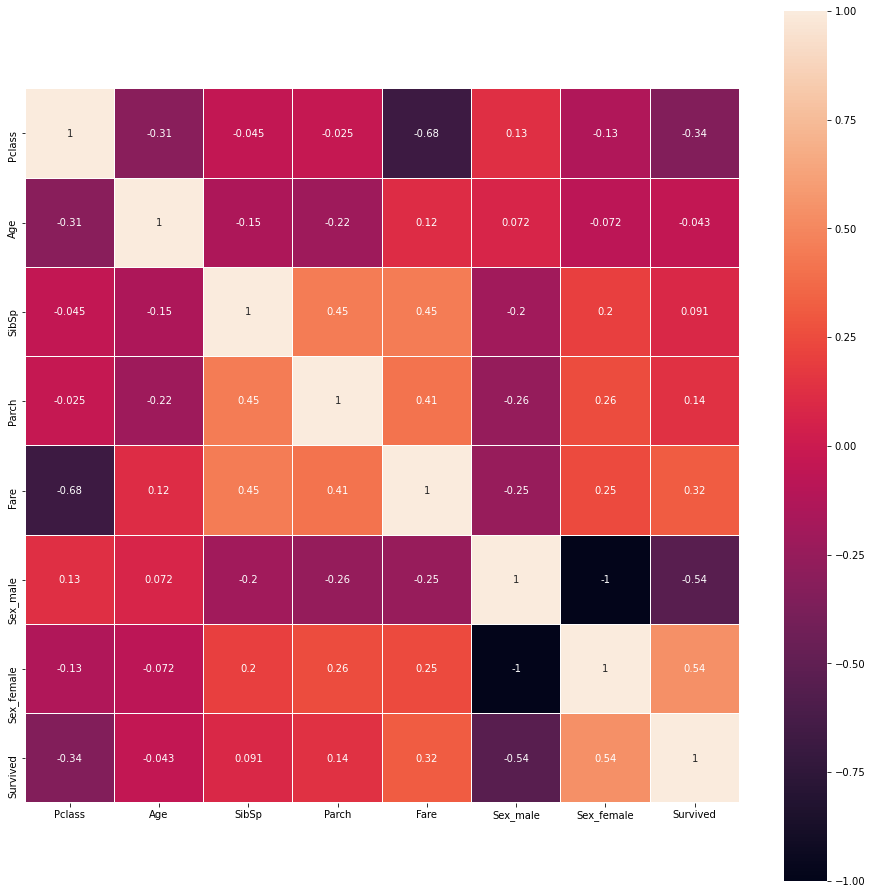 1.00
Pclass 1 -0.31 -0.045 -0.025 -0.68 0.13 -0.13 -0.34
0.75
Age -0.31 1 -0.15 -0.22 0.12 0.072 -0.072 -0.043
0.50
SibSp -0.045 -0.15 1 0.45 0.45 -0.2 0.2 0.091
0.25
Parch -0.025 -0.22 0.45 1 0.41 -0.26 0.26 0.14
0.00
Fare -0.68 0.12 0.45 0.41 1 -0.25 0.25 0.32
−0.25
Sex_male 0.13 0.072 -0.2 -0.26 -0.25 1 -1 -0.54
−0.50
Sex_female -0.13 -0.072 0.2 0.26 0.25 -1 1 0.54
Survived -0.34 -0.043 0.091 0.14 0.32 -0.54 0.54 1
−0.75
Pclass Age SibSp Parch Fare Sex_male Sex_female Survived
−1.00